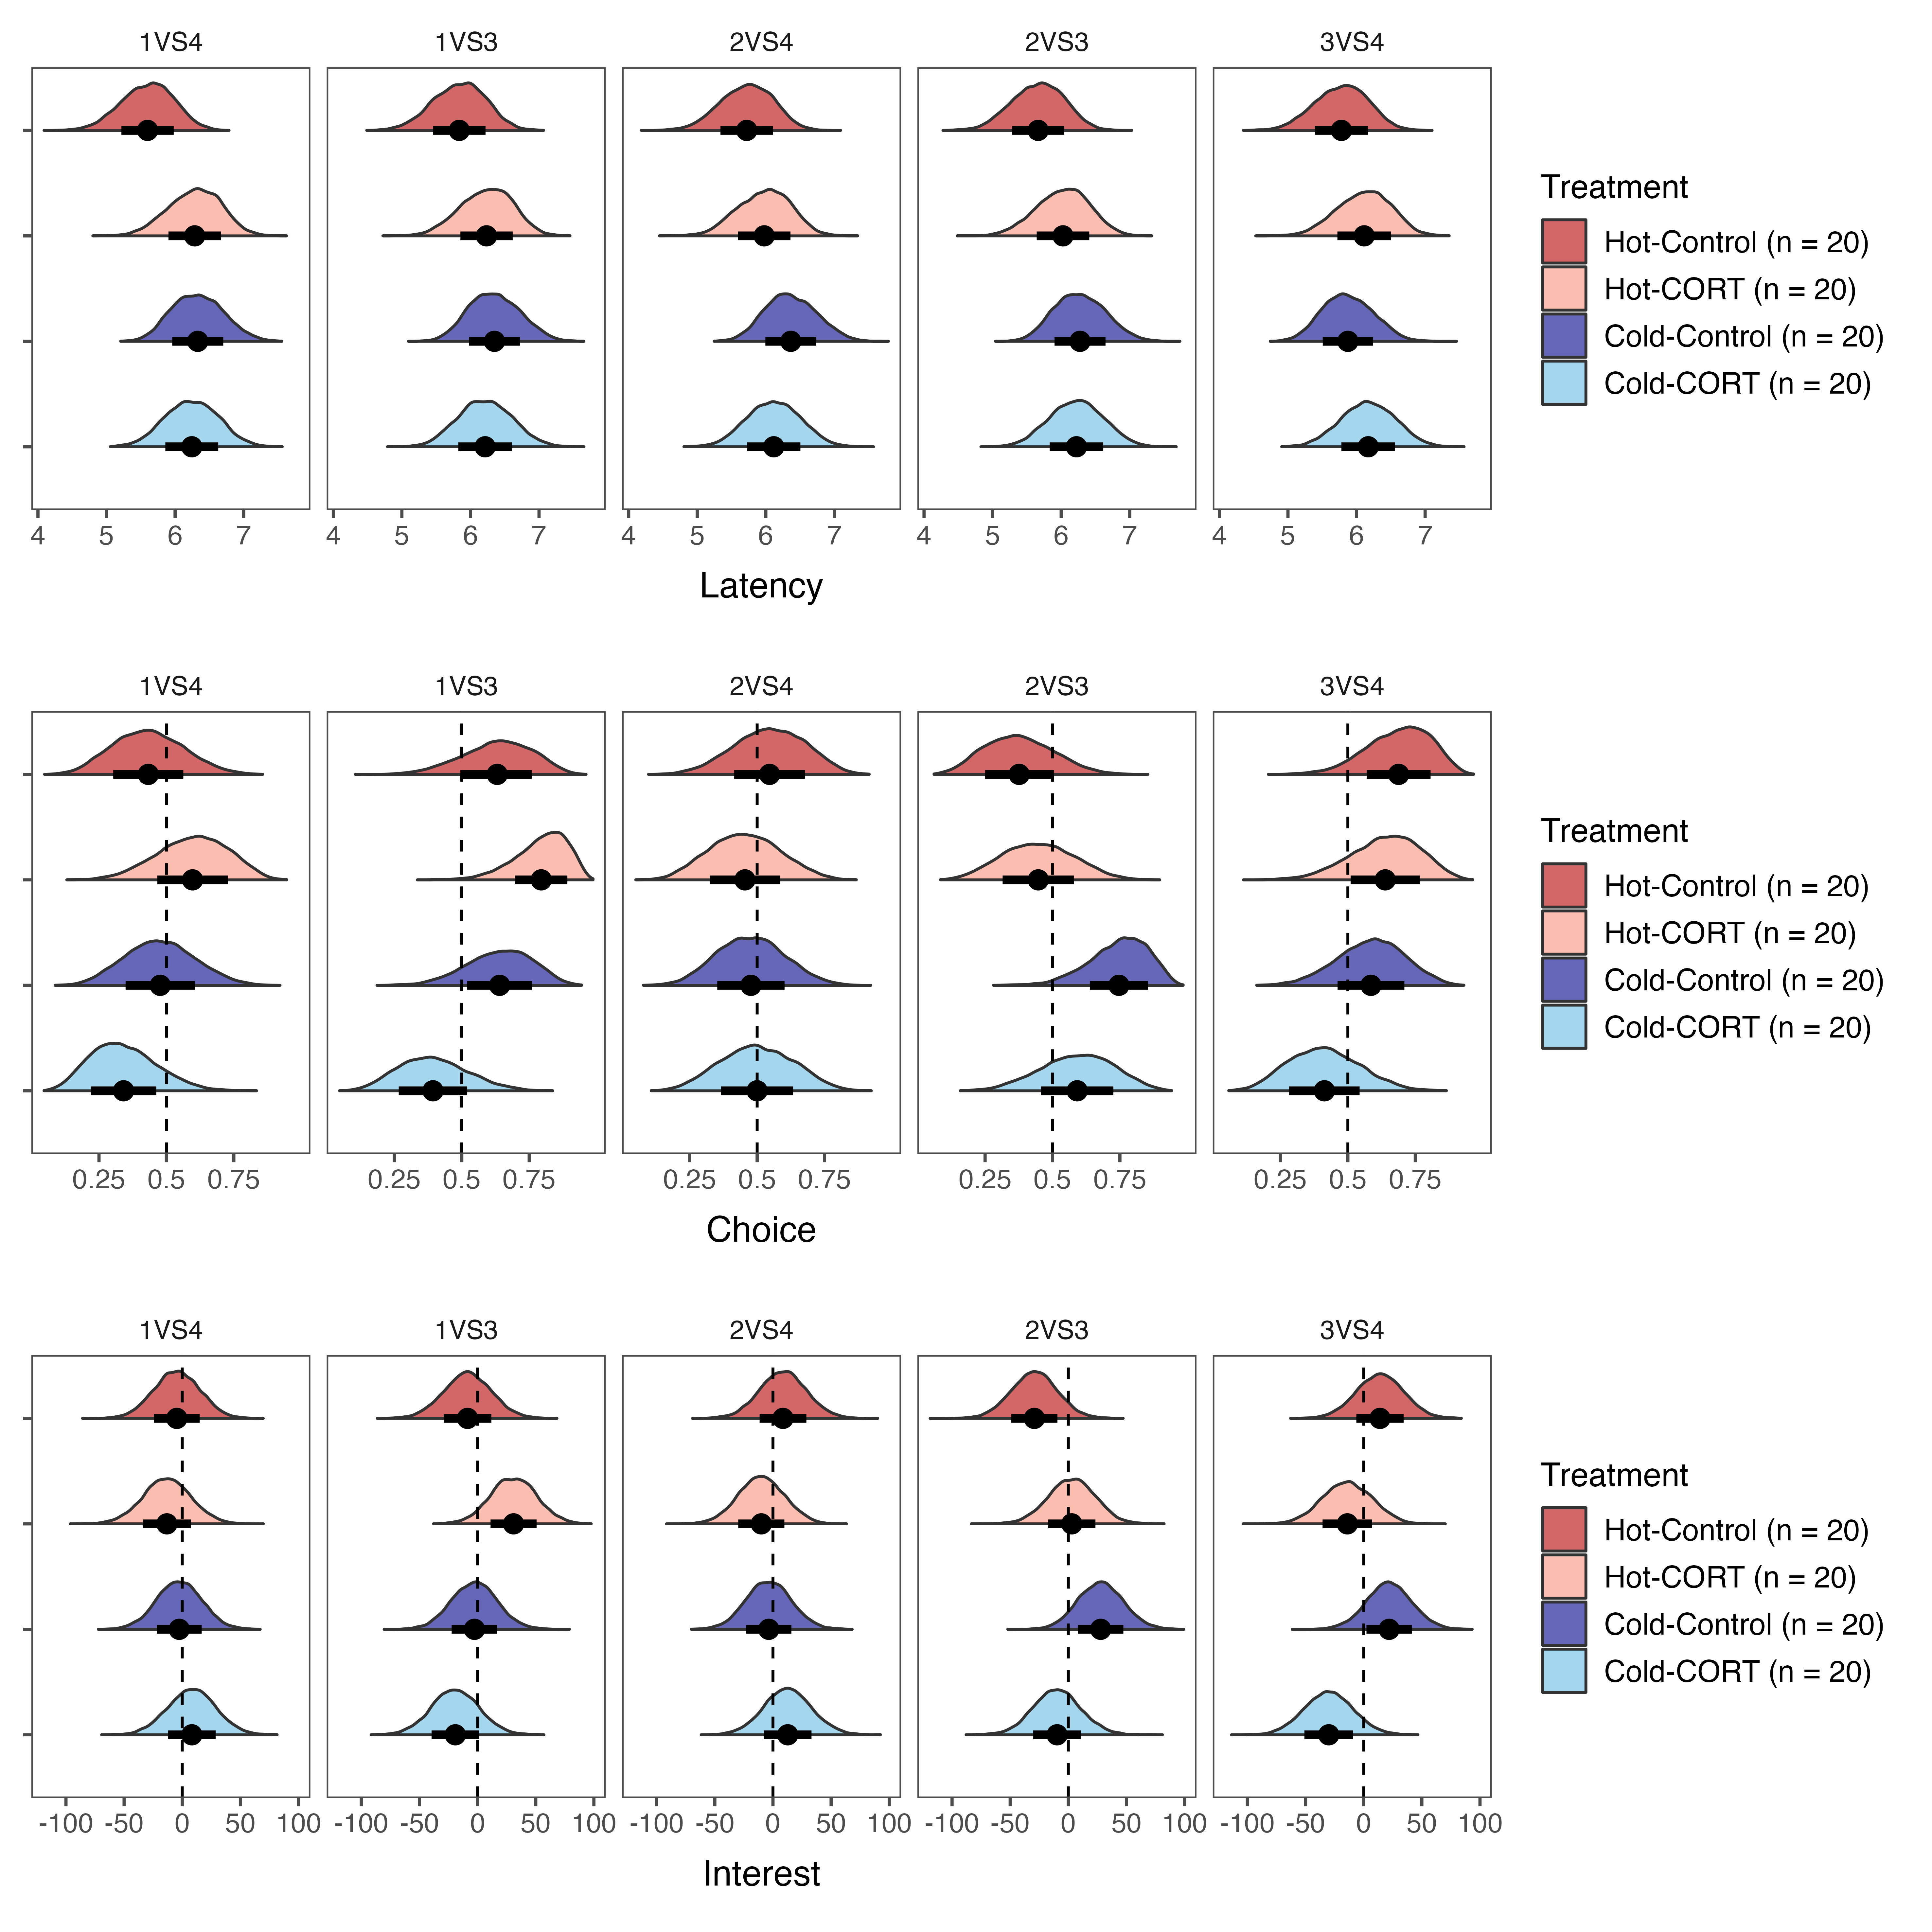 1VS4 1VS3 2VS4 2VS3 3VS4
4 5 6 7 4 5 6 7 4 5 6 7 4 5 6 7 4 5 6 7
Latency
Treatment
Hot-Control (n = 20)
Hot-CORT (n = 20)
Cold-Control (n = 20)
Cold-CORT (n = 20)
1VS4 1VS3 2VS4 2VS3 3VS4
0.25 0.5 0.75 0.25 0.5 0.75 0.25 0.5 0.75 0.25 0.5 0.75 0.25 0.5 0.75
Choice
Treatment
Hot-Control (n = 20)
Hot-CORT (n = 20)
Cold-Control (n = 20)
Cold-CORT (n = 20)
1VS4 1VS3 2VS4 2VS3 3VS4
-100 -50 0 50 100 -100 -50 0 50 100 -100 -50 0 50 100 -100 -50 0 50 100 -100 -50 0 50 100
Interest
Treatment
Hot-Control (n = 20)
Hot-CORT (n = 20)
Cold-Control (n = 20)
Cold-CORT (n = 20)